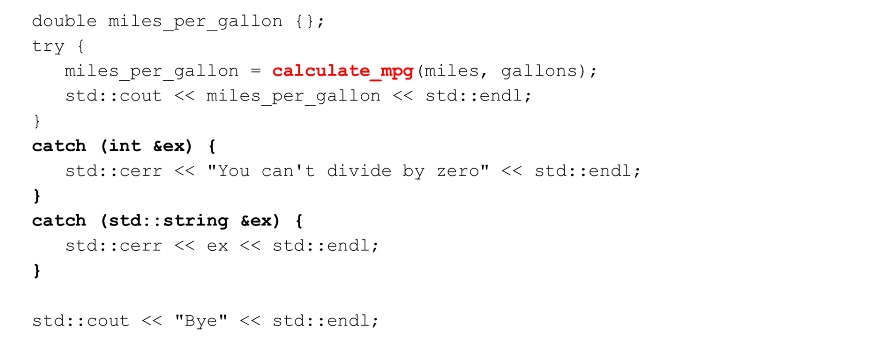 double miles_per_gallon {};
try {
   miles_per_gallon = calculate_mpg(miles, gallons);
   std::cout << miles_per_gallon << std::endl;
}
catch (int &ex) {
   std::cerr << "You can't divide by zero" << std::endl;
}
catch (std::string &ex) {
   std::cerr << ex << std::endl;
}
std::cout << "Bye" << std::endl;